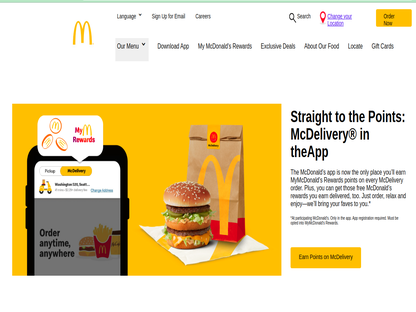 Language
Sign Up for Email
Careers
Search
Change your
Location
Order
Now
Our Menu
Download App
My McDonald's Rewards
Exclusive Deals
About Our Food
Locate
Gift Cards
My
Rewards
Pickup
McDelivery
Washington 530, Seatt...
Change Address
Order
anytime,
anywhere
Straight to the Points:
McDelivery® in
theApp
The McDonald's app is now the only place you'll earn
MyMcDonald's Rewards points on every McDelivery
order. Plus, you can get those free McDonald's
rewards you earn delivered, too. Just order, relax and
enjoy—we'll bring your faves to you.*
*At participating McDonald's. Only in the app. App registration required. Must be
opted into MyMcDonald's Rewards.
Earn Points on McDelivery